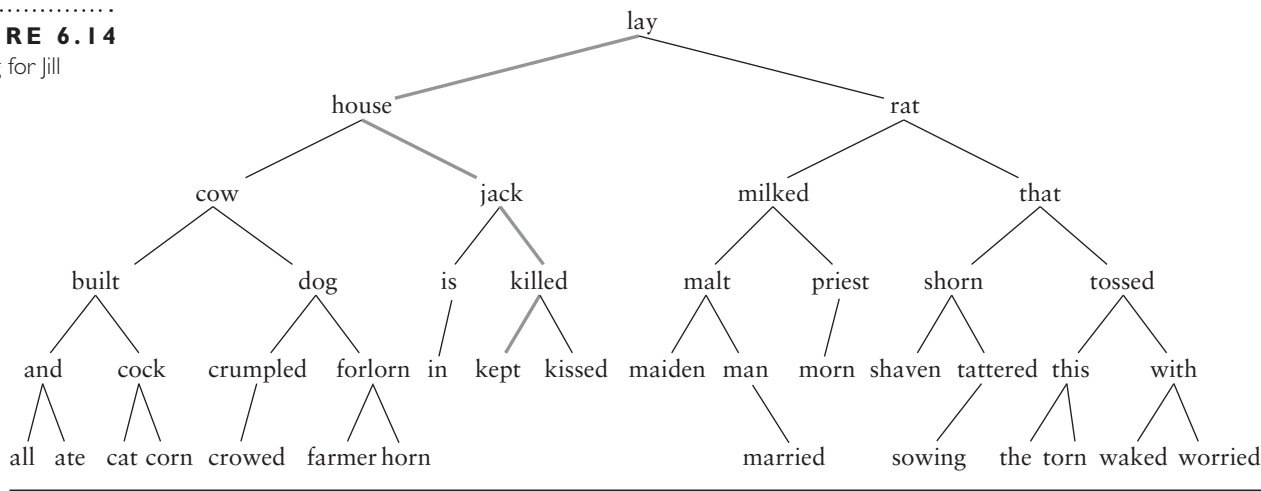 RE 6.14
for Jill
lay
house rat
cow jack milked that
built dog is killed malt priest shorn tossed
and cock crumpled forlorn in kept kissed maiden man morn shaven tattered this with
all ate cat corn crowed farmer horn married sowing the torn waked worried